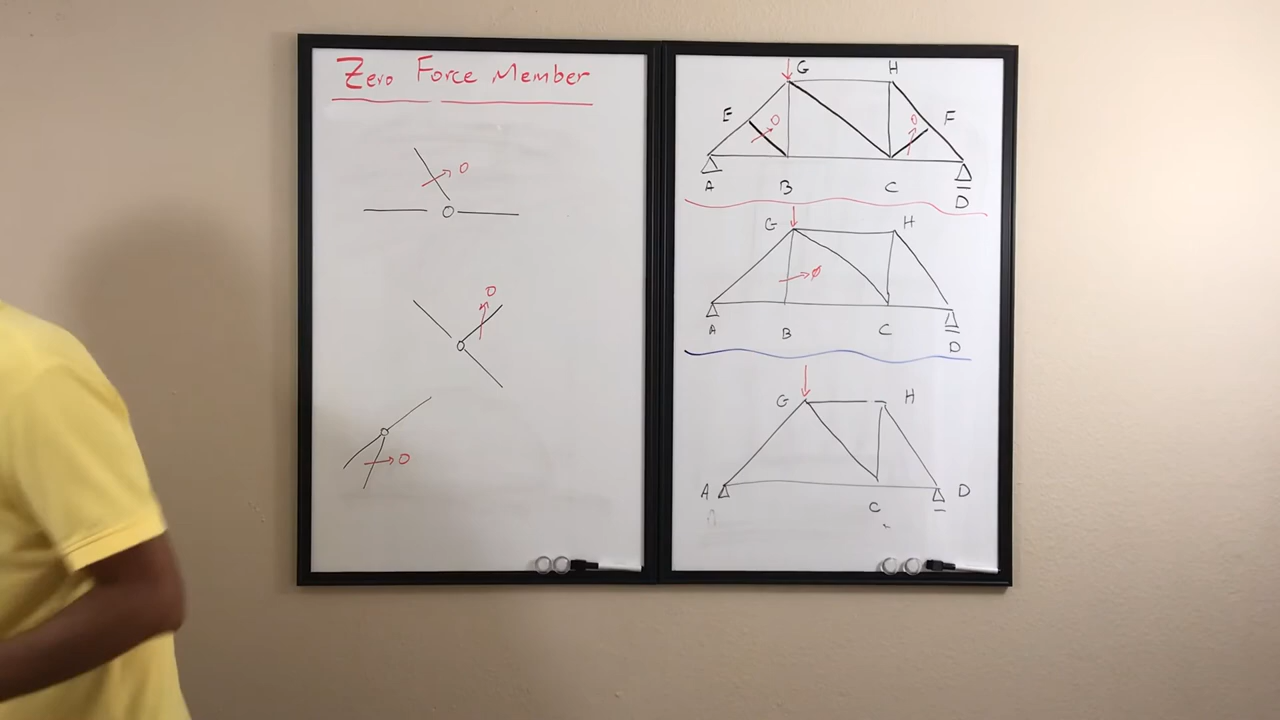 Zero Force Member
0
0
0
G H
E 0 0 F
A B C D
G H
ø
A B C D
G H
A D
C